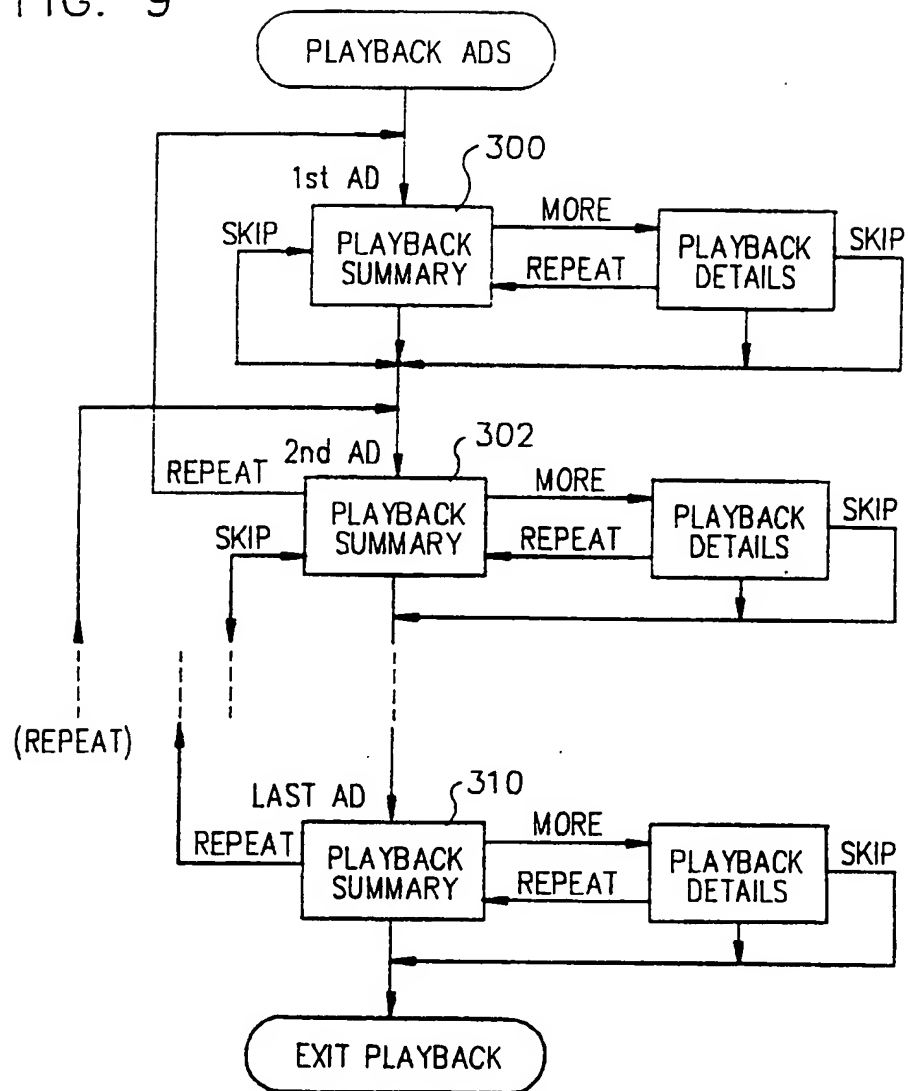 FIG. 9
PLAYBACK ADS
300
1st AD
MORE
SKIP
PLAYBACK
SUMMARY
REPEAT
PLAYBACK
DETAILS
SKIP
302
2nd AD
REPEAT
MORE
SKIP
PLAYBACK
SUMMARY
REPEAT
PLAYBACK
DETAILS
SKIP
(REPEAT)
310
LAST AD
REPEAT
MORE
PLAYBACK
SUMMARY
REPEAT
PLAYBACK
DETAILS
SKIP
EXIT PLAYBACK